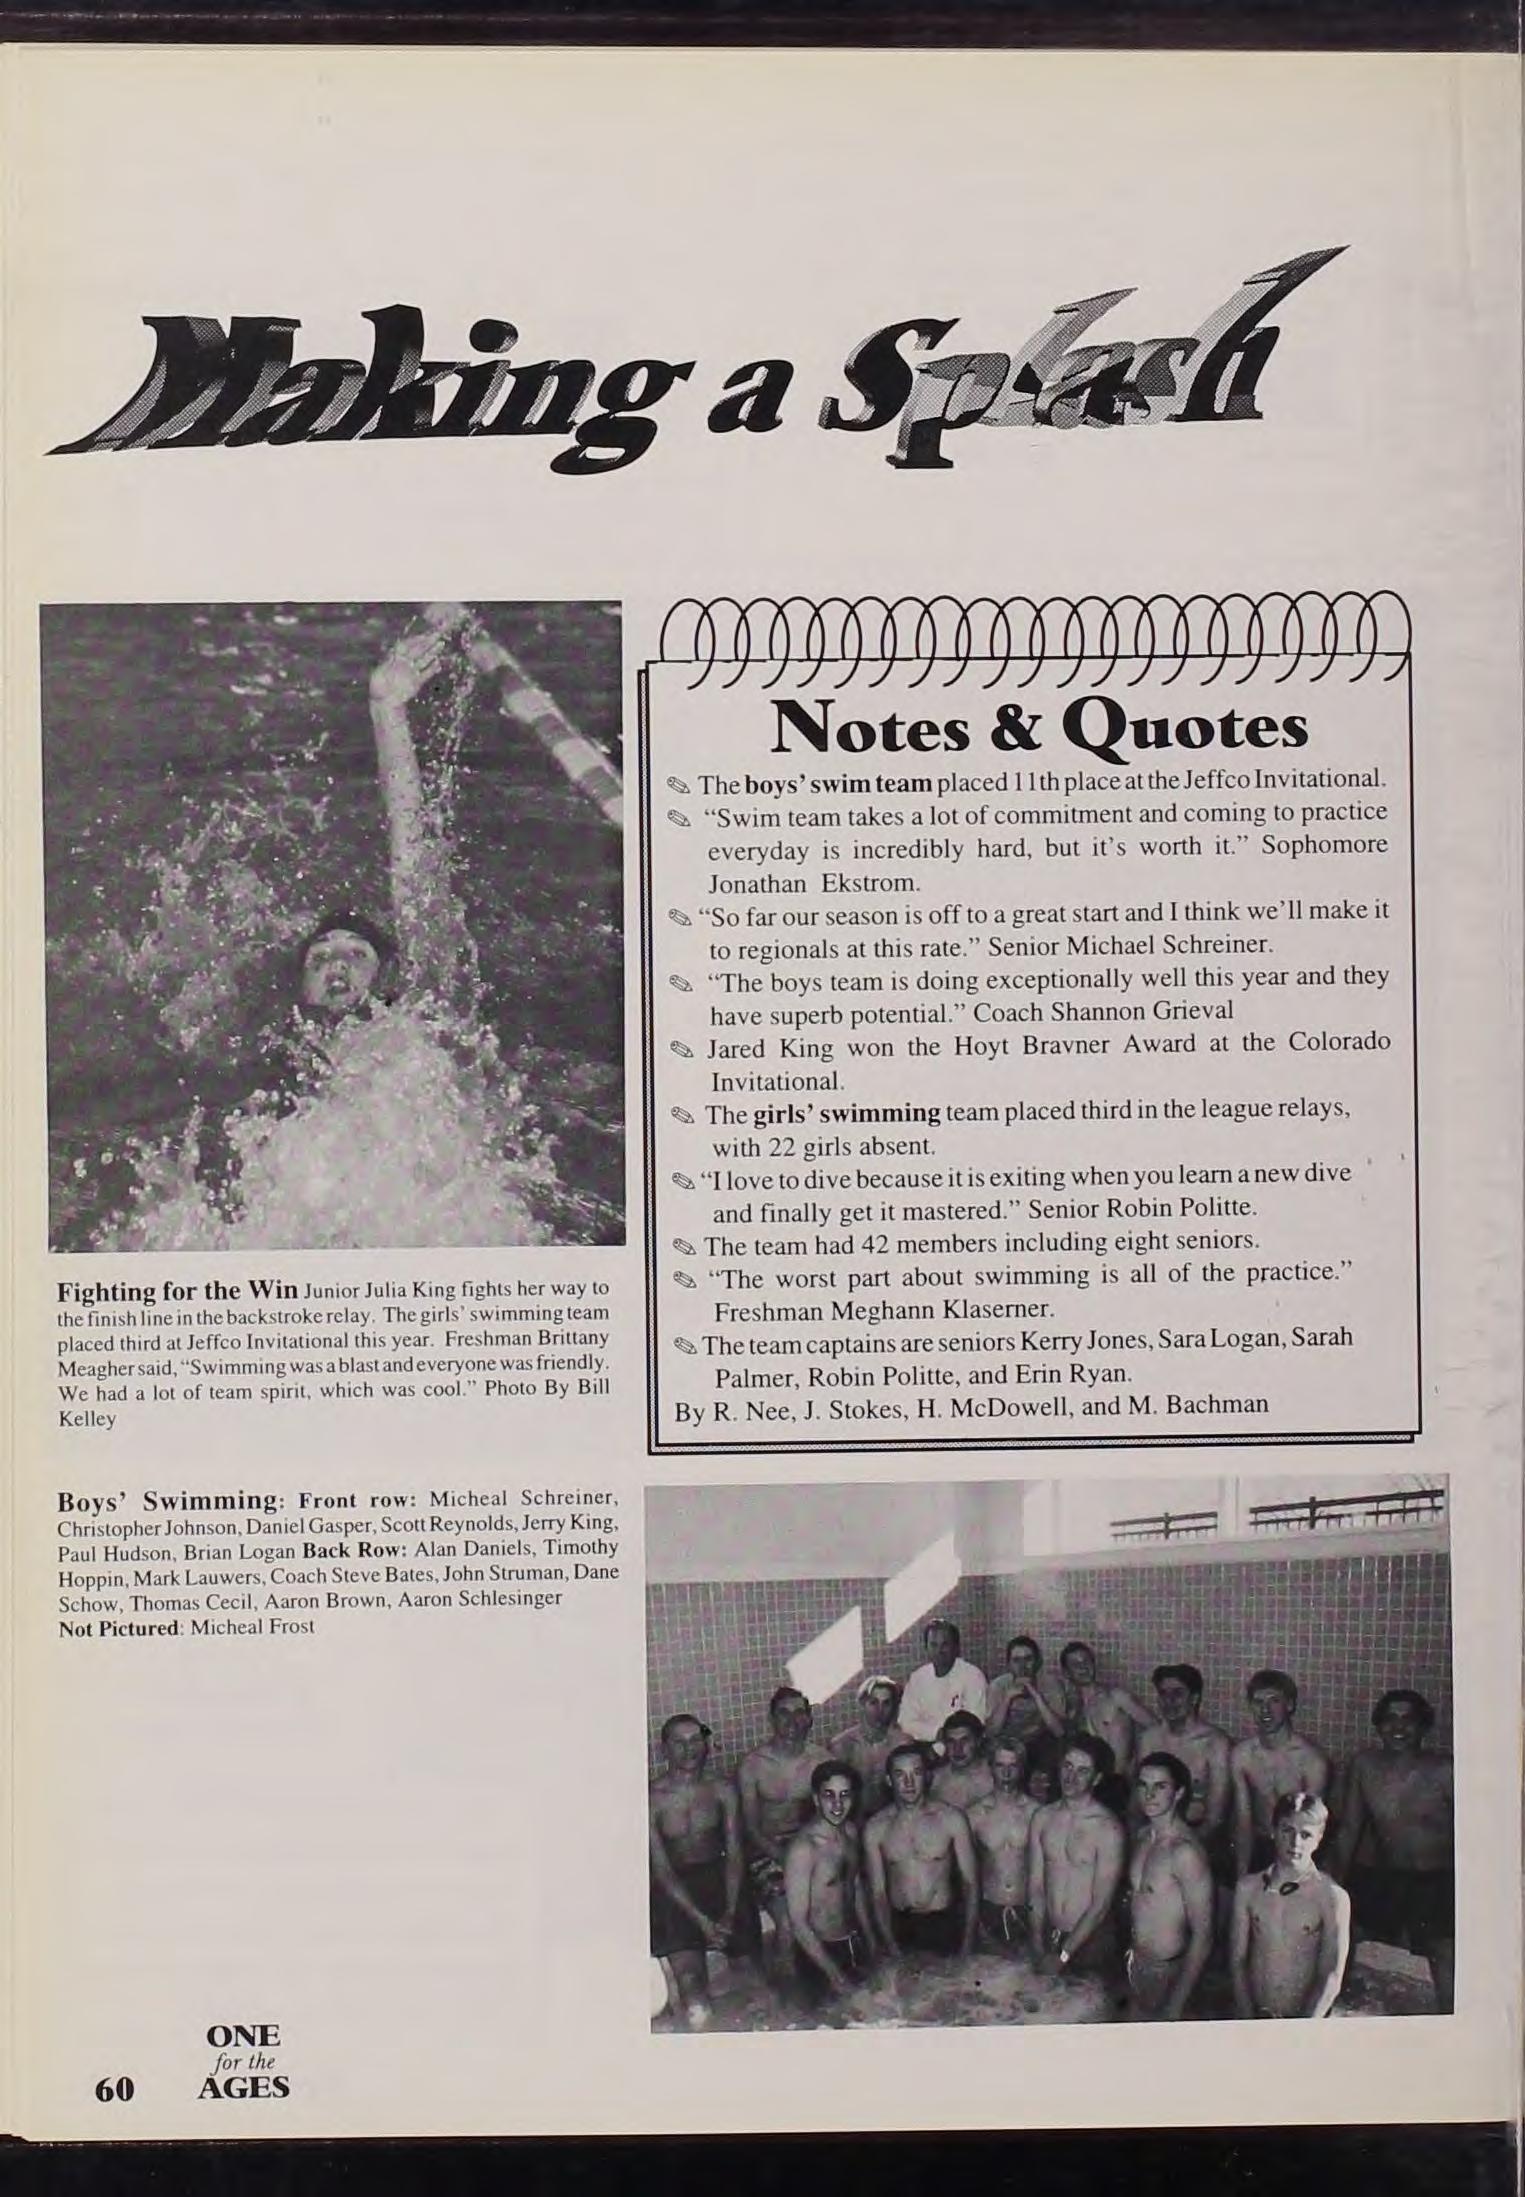 Making a Splash
Notes & Quotes
✎ The boys' swim team placed 11th place at the Jeffco Invitational.
✎ "Swim team takes a lot of commitment and coming to practice
everyday is incredibly hard, but it's worth it." Sophomore
Jonathan Ekstrom.
✎ "So far our season is off to a great start and I think we'll make it
to regionals at this rate." Senior Michael Schreiner.
✎ "The boys team is doing exceptionally well this year and they
have superb potential." Coach Shannon Grieval
✎ Jared King won the Hoyt Bravner Award at the Colorado
Invitational.
✎ The girls' swimming team placed third in the league relays,
with 22 girls absent.
✎ "I love to dive because it is exiting when you learn a new dive
and finally get it mastered." Senior Robin Politte.
✎ The team had 42 members including eight seniors.
✎ "The worst part about swimming is all of the practice."
Freshman Meghann Klaserner.
✎ The team captains are seniors Kerry Jones, Sara Logan, Sarah
Palmer, Robin Politte, and Erin Ryan.
By R. Nee, J. Stokes, H. McDowell, and M. Bachman
Fighting for the Win Junior Julia King fights her way to
the finish line in the backstroke relay. The girls' swimming team
placed third at Jeffco Invitational this year. Freshman Brittany
Meagher said, "Swimming was a blast and everyone was friendly.
We had a lot of team spirit, which was cool." Photo By Bill
Kelley
Boys' Swimming: Front row: Micheal Schreiner,
Christopher Johnson, Daniel Gasper, Scott Reynolds, Jerry King,
Paul Hudson, Brian Logan Back Row: Alan Daniels, Timothy
Hoppin, Mark Lauwers, Coach Steve Bates, John Struman, Dane
Schow, Thomas Cecil, Aaron Brown, Aaron Schlesinger
Not Pictured: Micheal Frost
ONE
for the
AGES
60